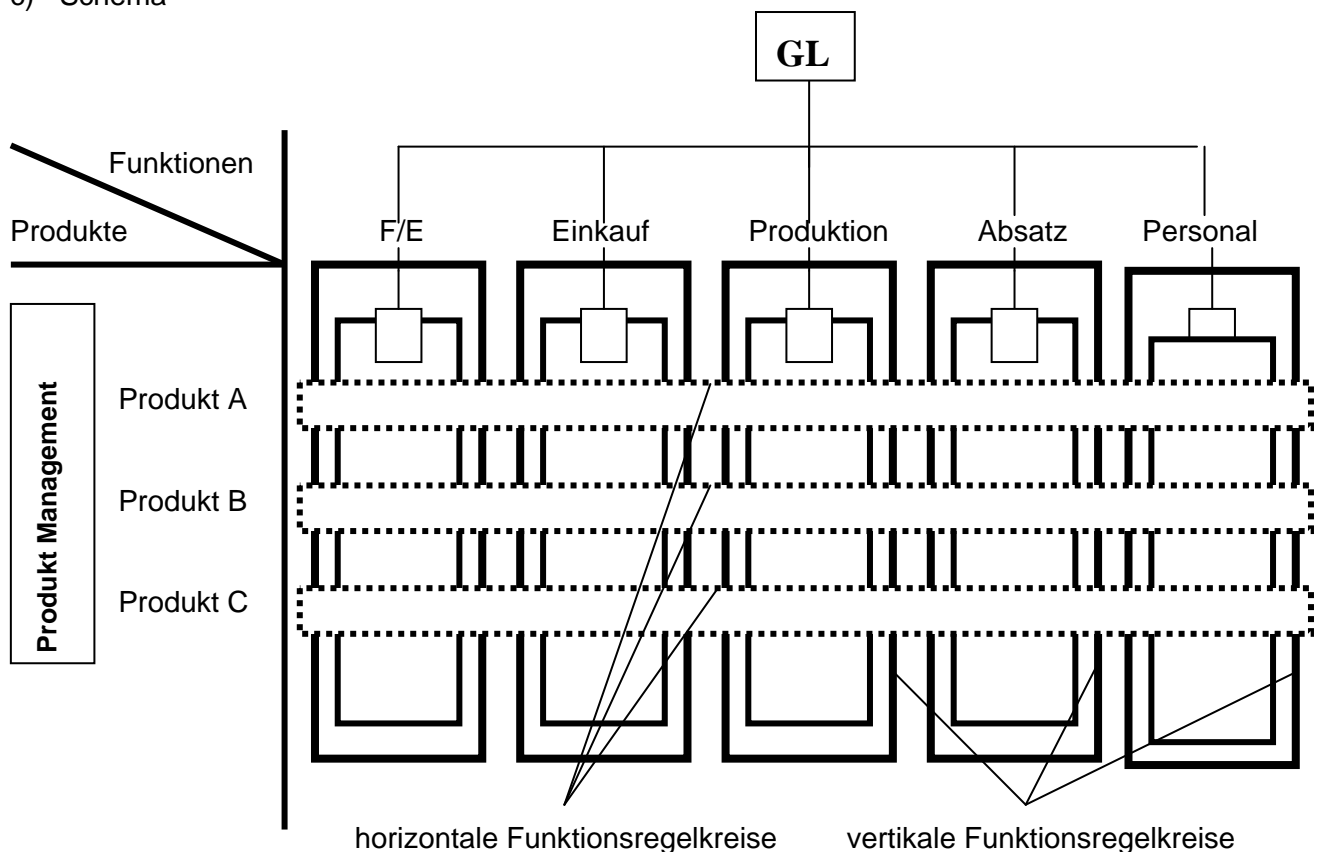 c) Schema
GL
Funktionen
Produkte
F/E Einkauf Produktion Absatz Personal
Produkt Management
Produkt A
Produkt B
Produkt C
horizontale Funktionsregelkreise vertikale Funktionsregelkreise